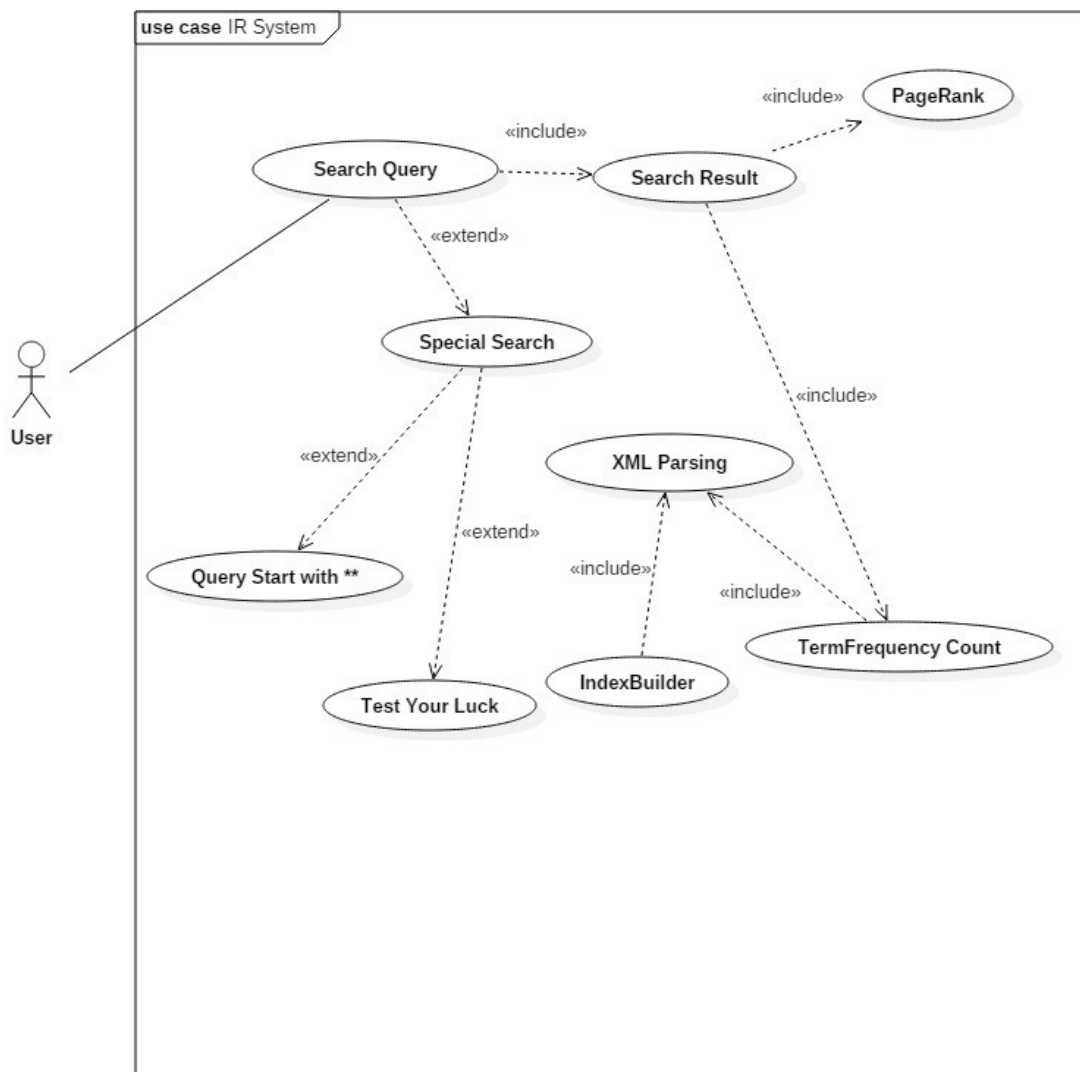 use case IR System
PageRank
«include»
«include»
Search Query
Search Result
«extend»
Special Search
«include»
User
«extend»
XML Parsing
«extend»
«include»
Query Start with **
«include»
TermFrequency Count
IndexBuilder
Test Your Luck